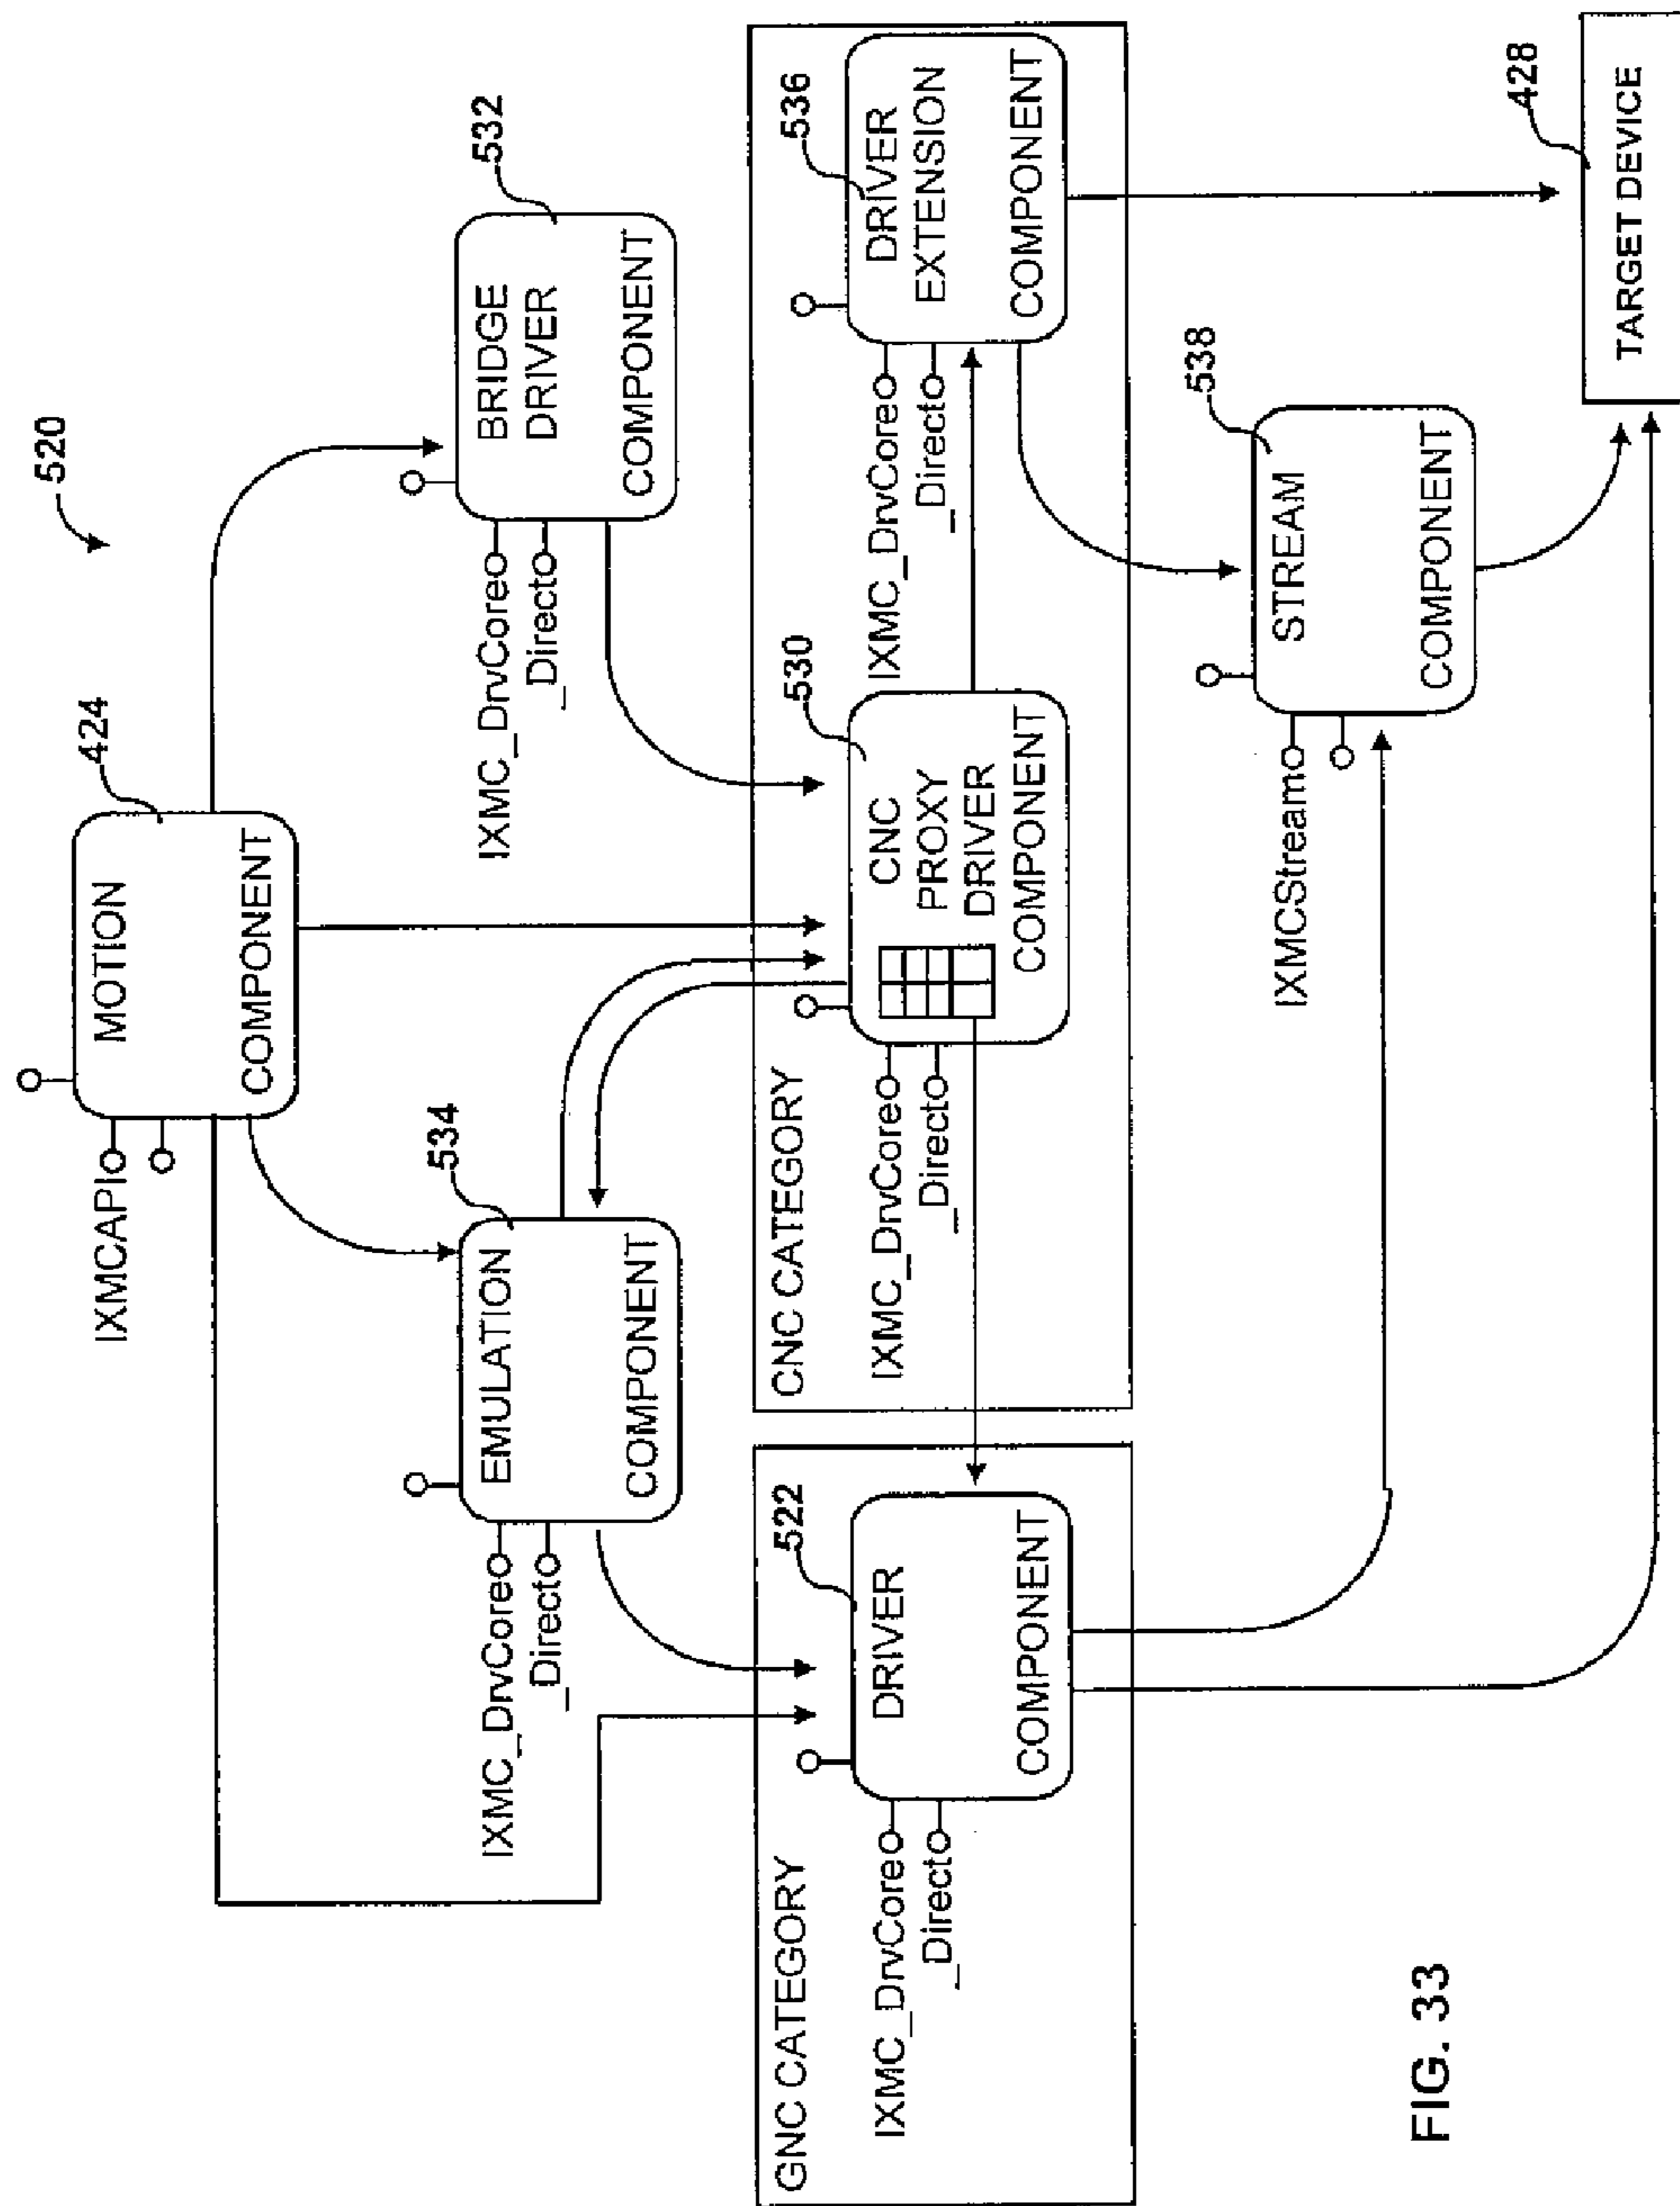 520
424
MOTION
COMPONENT
IXMCAPI
534
EMULATION
COMPONENT
IXMC_DrvCore
_Direct
532
BRIDGE
DRIVER
COMPONENT
IXMC_DrvCore
_Direct
GNC CATEGORY
522
DRIVER
COMPONENT
IXMC_DrvCore
_Direct
CNC CATEGORY
530
CNC
PROXY
DRIVER
COMPONENT
IXMC_DrvCore
_Direct
536
DRIVER
EXTENSION
COMPONENT
IXMC_DrvCore
_Direct
538
STREAM
COMPONENT
IXMCStream
428
TARGET DEVICE
FIG. 33